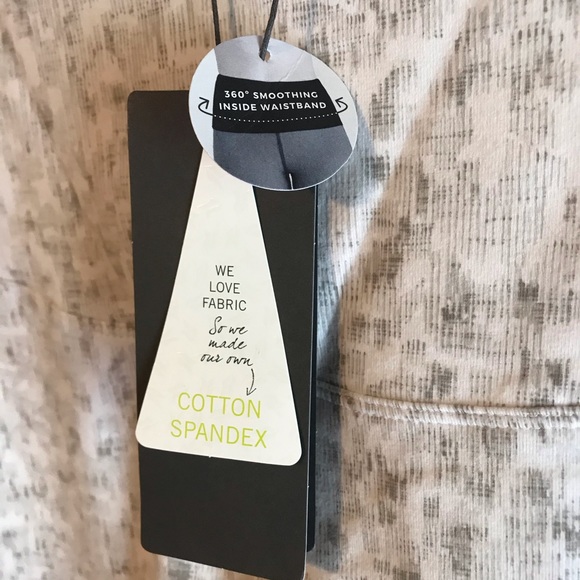 360° SMOOTHING
INSIDE WAISTBAND
WE
LOVE
FABRIC
So we
made
our own
COTTON
SPANDEX